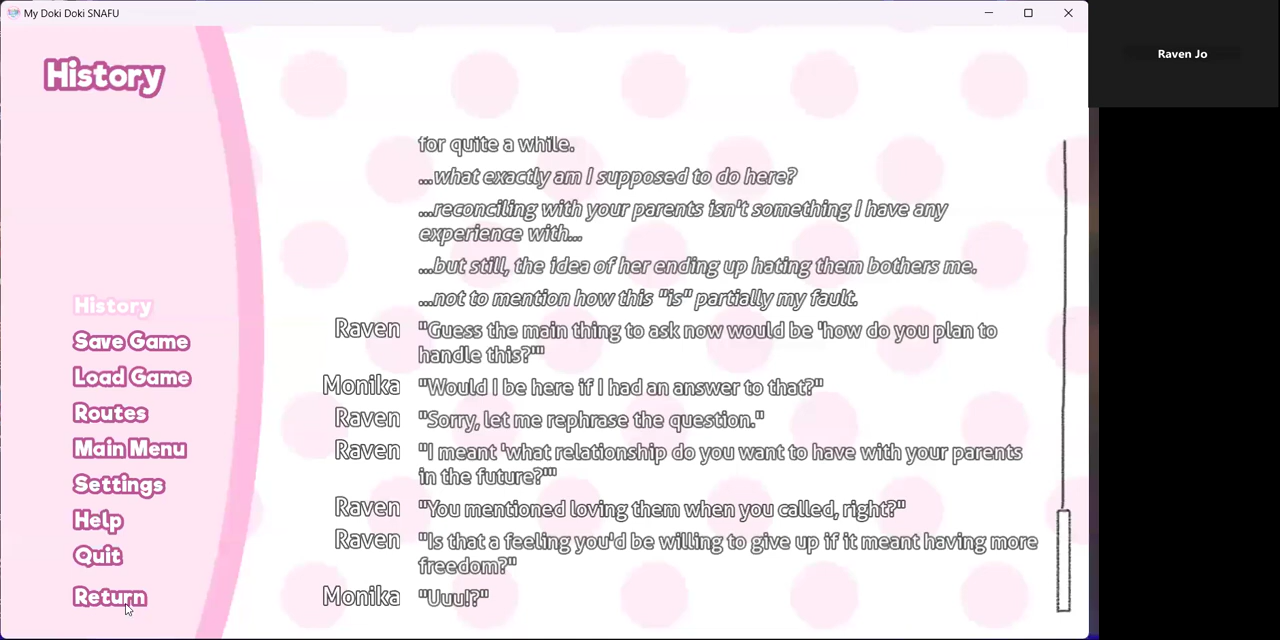 My Doki Doki SNAFU
Raven Jo
History
for quite a while.
...what exactly am I supposed to do here?
...reconciling with your parents isn't something I have any
experience with...
...but still, the idea of her ending up hating them bothers me.
...not to mention how this "is" partially my fault.
Raven "Guess the main thing to ask now would be 'how do you plan to
handle this?'"
Monika "Would I be here if I had an answer to that?"
Raven "Sorry, let me rephrase the question."
Raven "I meant 'what relationship do you want to have with your parents
in the future?'"
Raven "You mentioned loving them when you called, right?"
Raven "Is that a feeling you'd be willing to give up if it meant having more
freedom?"
Monika "Uuu!?"
History
Save Game
Load Game
Routes
Main Menu
Settings
Help
Quit
Return